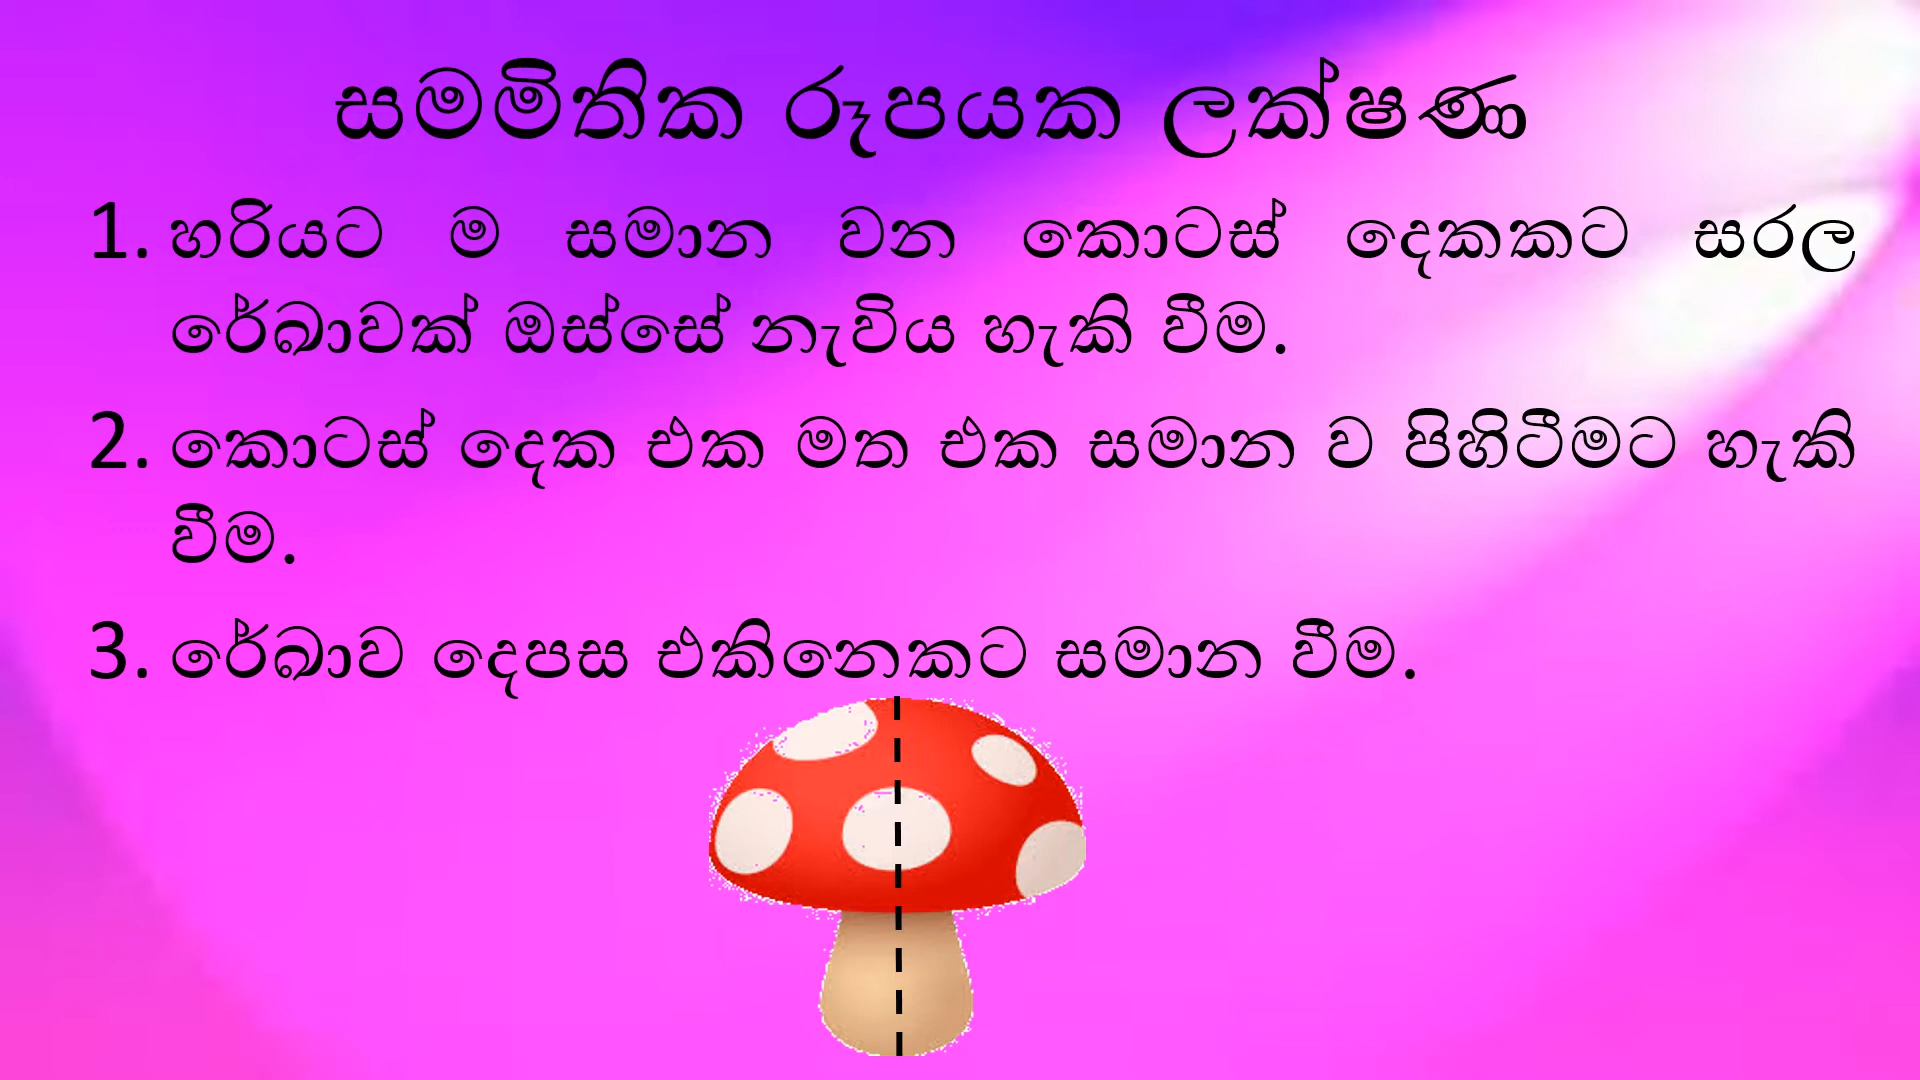 සමමිතික රූපයක ලක්ෂණ
1. හරියට ම සමාන වන කොටස් දෙකකට සරල
රේඛාවක් ඔස්සේ නැවිය හැකි වීම.
2. කොටස් දෙක එක මත එක සමාන ව පිහිටීමට හැකි
වීම.
3. රේඛාව දෙපස එකිනෙකට සමාන වීම.